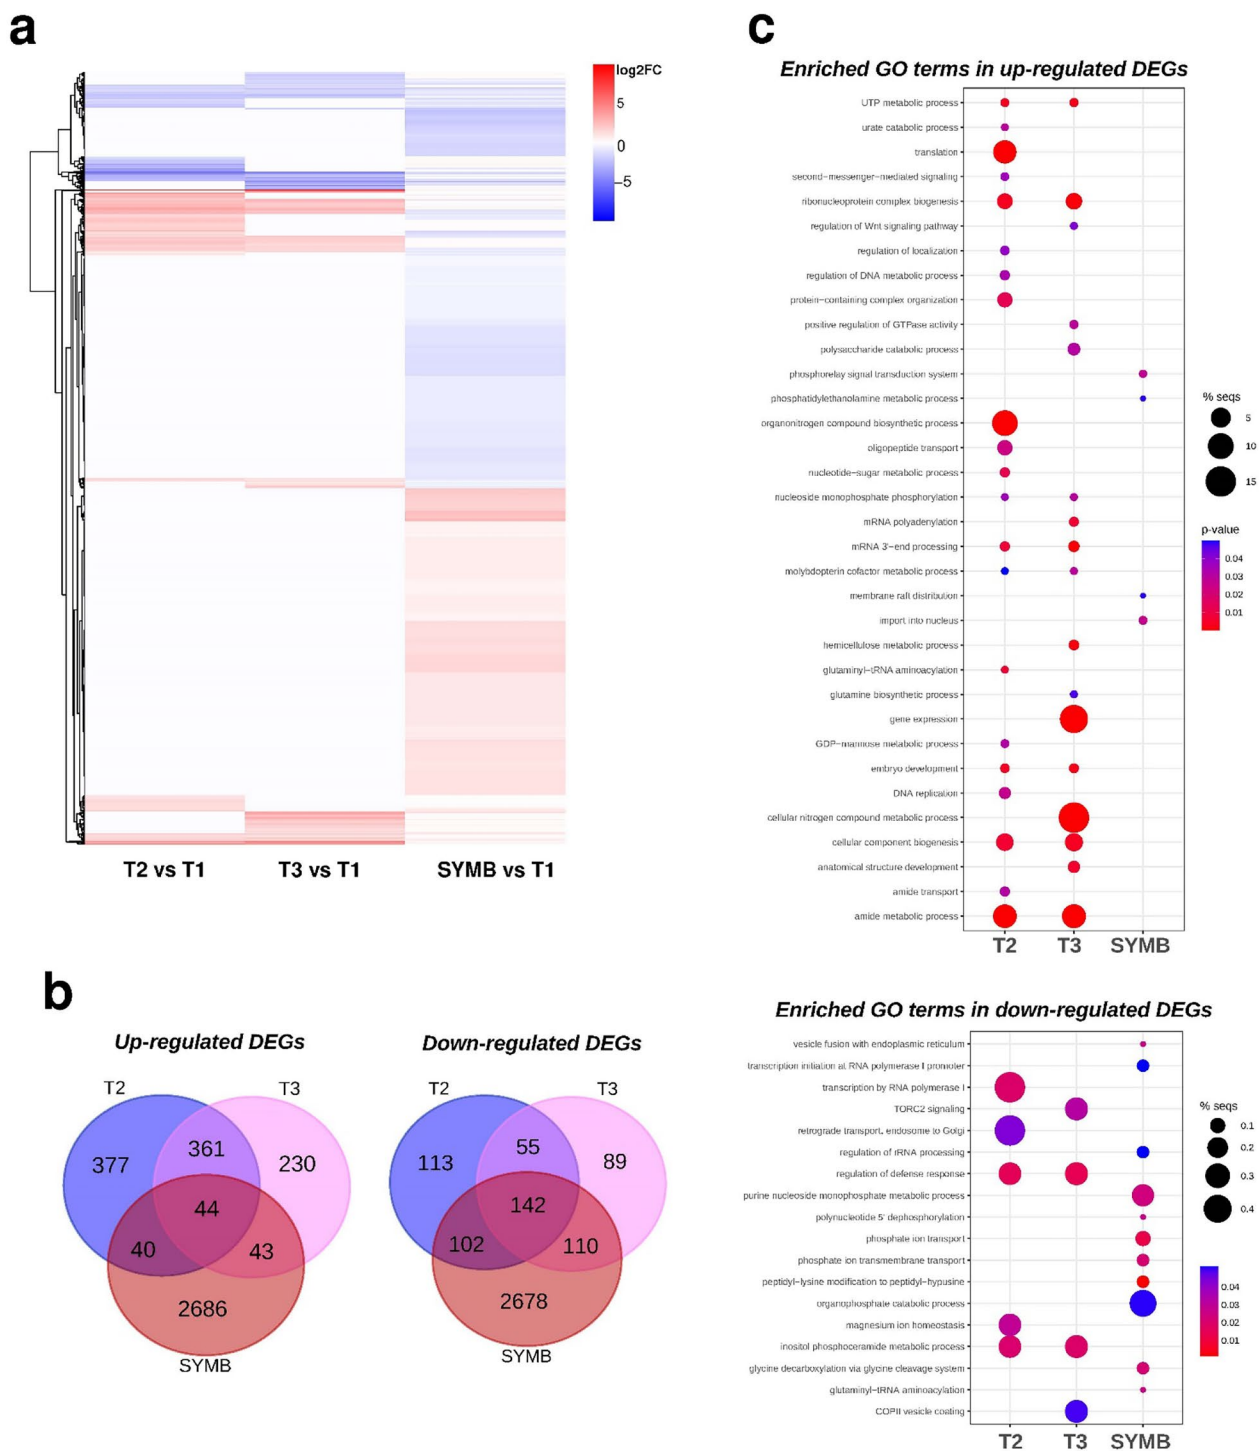 a
log2FC
5
0
−5
T2 vs T1
T3 vs T1
SYMB vs T1
b
Up-regulated DEGs
T2
T3
377
361
230
44
40
43
2686
SYMB
Down-regulated DEGs
T2
T3
113
55
89
142
102
110
2678
SYMB
c
Enriched GO terms in up-regulated DEGs
UTP metabolic process
urate catabolic process
translation
second−messenger−mediated signaling
ribonucleoprotein complex biogenesis
regulation of Wnt signaling pathway
regulation of localization
regulation of DNA metabolic process
protein−containing complex organization
positive regulation of GTPase activity
polysaccharide catabolic process
phosphorelay signal transduction system
phosphatidylethanolamine metabolic process
organonitrogen compound biosynthetic process
oligopeptide transport
nucleotide−sugar metabolic process
nucleoside monophosphate phosphorylation
mRNA polyadenylation
mRNA 3'−end processing
molybdopterin cofactor metabolic process
membrane raft distribution
import into nucleus
hemicellulose metabolic process
glutaminyl−tRNA aminoacylation
glutamine biosynthetic process
gene expression
GDP−mannose metabolic process
embryo development
DNA replication
cellular nitrogen compound metabolic process
cellular component biogenesis
anatomical structure development
amide transport
amide metabolic process
T2
T3
SYMB
% seqs
5
10
15
p-value
0.04
0.03
0.02
0.01
Enriched GO terms in down-regulated DEGs
vesicle fusion with endoplasmic reticulum
transcription initiation at RNA polymerase I promoter
transcription by RNA polymerase I
TORC2 signaling
retrograde transport, endosome to Golgi
regulation of rRNA processing
regulation of defense response
purine nucleoside monophosphate metabolic process
polynucleotide 5' dephosphorylation
phosphate ion transport
phosphate ion transmembrane transport
peptidyl−lysine modification to peptidyl−hypusine
organophosphate catabolic process
magnesium ion homeostasis
inositol phosphoceramide metabolic process
glycine decarboxylation via glycine cleavage system
glutaminyl−tRNA aminoacylation
COPII vesicle coating
T2
T3
SYMB
% seqs
0.1
0.2
0.3
0.4
0.04
0.03
0.02
0.01